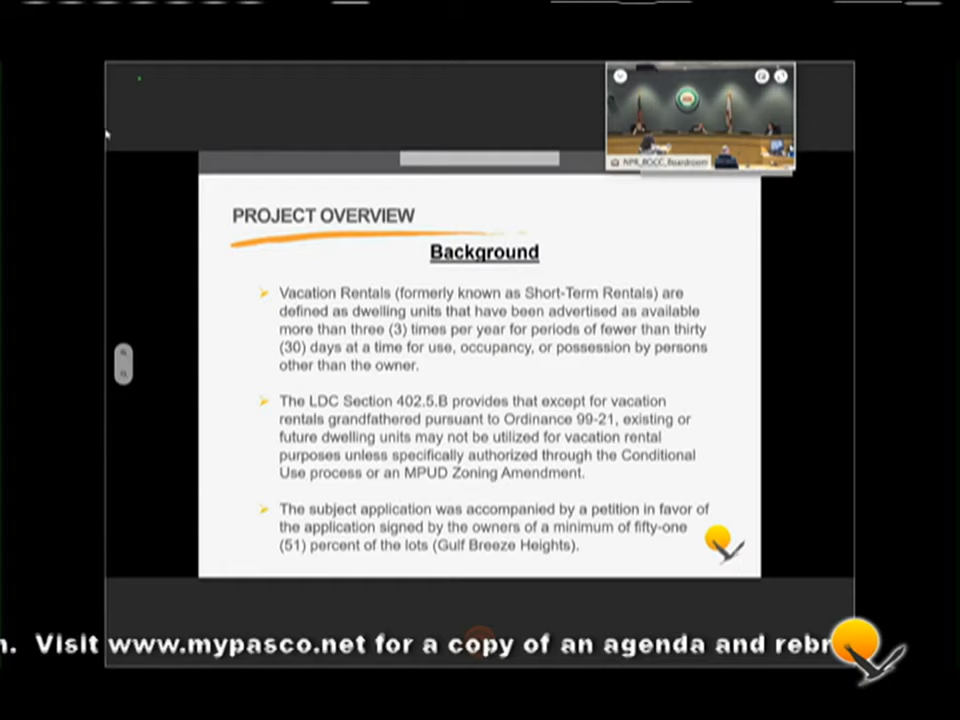 NPR_BOCC_Boardroom
PROJECT OVERVIEW
Background
Vacation Rentals (formerly known as Short-Term Rentals) are
defined as dwelling units that have been advertised as available
more than three (3) times per year for periods of fewer than thirty
(30) days at a time for use, occupancy, or possession by persons
other than the owner.
The LDC Section 402.5.B provides that except for vacation
rentals grandfathered pursuant to Ordinance 99-21, existing or
future dwelling units may not be utilized for vacation rental
purposes unless specifically authorized through the Conditional
Use process or an MPUD Zoning Amendment.
The subject application was accompanied by a petition in favor of
the application signed by the owners of a minimum of fifty-one
(51) percent of the lots (Gulf Breeze Heights).
n. Visit www.mypasco.net for a copy of an agenda and rebr